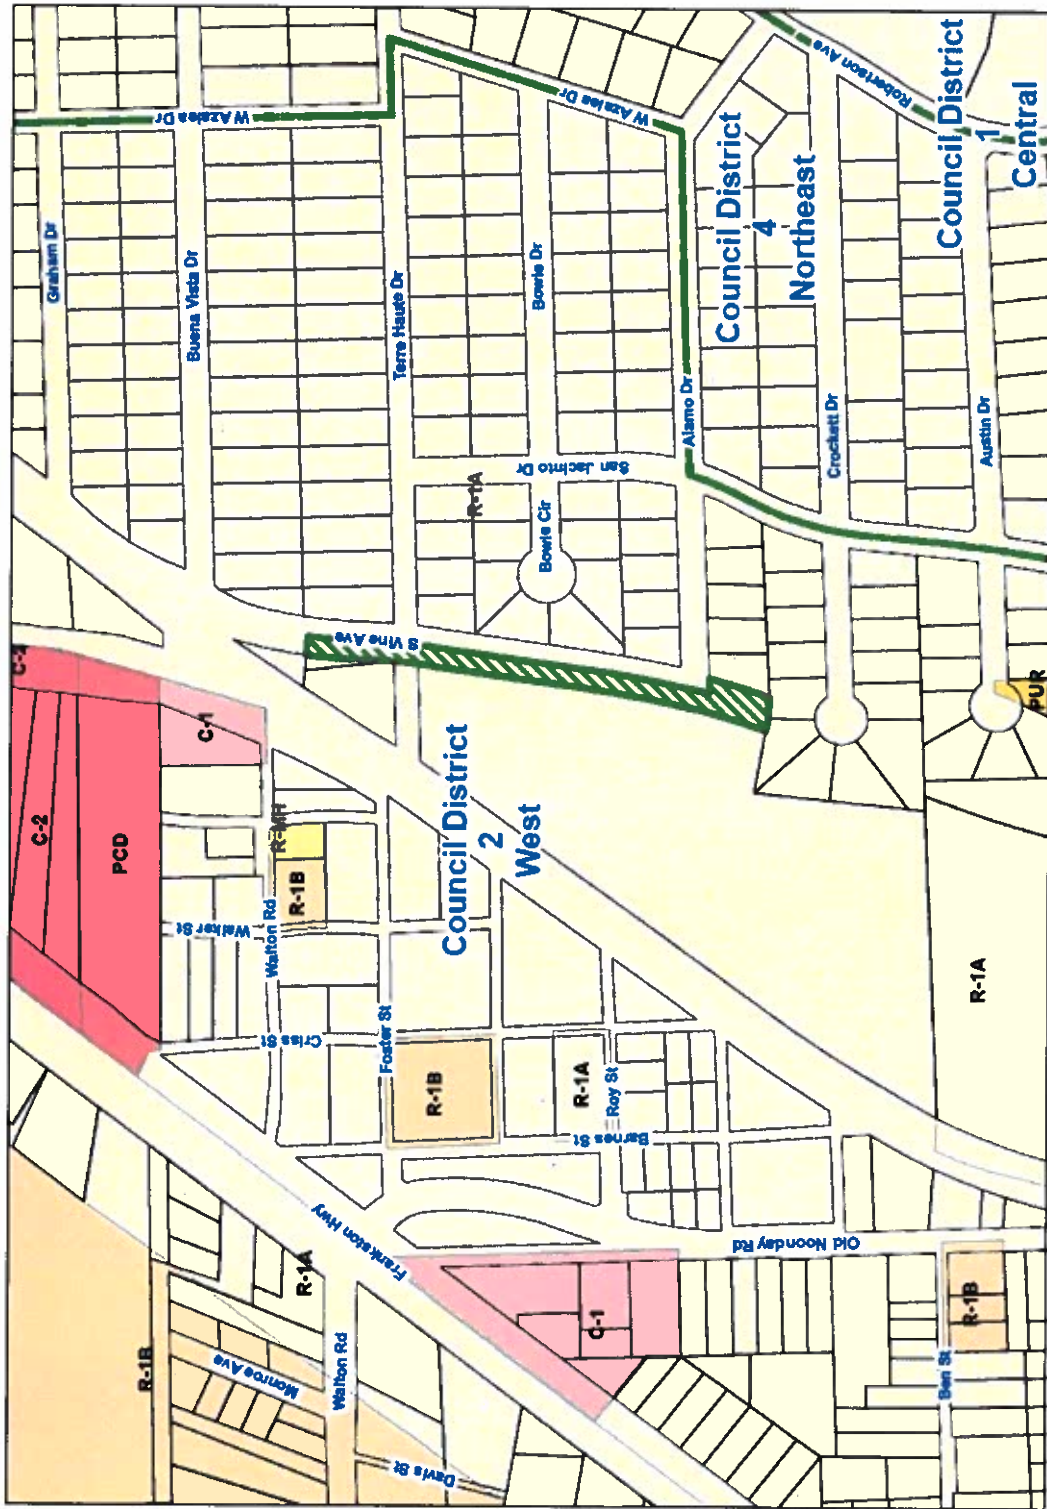 W Azalea Dr
Graham Dr
Buena Vista Dr
Terre Haute Dr
W Azalea Dr
Bowie Dr
Robertson Ave
Council District
1
Central
Council District
4
Northeast
Alamo Dr
Crockett Dr
Austin Dr
San Jacinto Dr
R-1A
Bowie Cir
S Vine Ave
C-2
C-2
PCD
C-1
R-MH
R-1B
Walker St
Walton Rd
Council District
2
West
PUR
R-1A
Criss St
Foster St
R-1B
R-1A
Roy St
Barnes St
Frankston Hwy
Old Noonday Rd
R-1A
R-1B
Monroe Ave
Walton Rd
C-1
R-1B
Ben St
Davis St